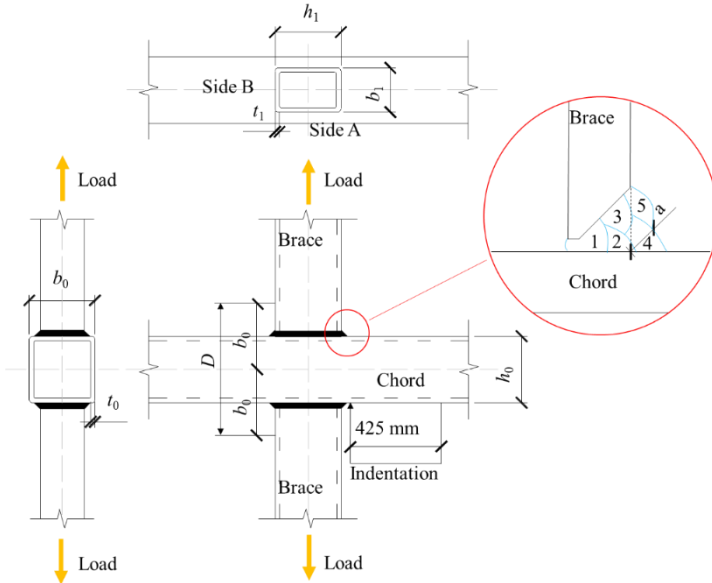 h1
Side B
b1
t1
Side A
Load
Load
Brace
Brace
3
5
a
1
2
4
Chord
b0
b0
D
b0
h0
Chord
t0
425 mm
Indentation
Brace
Load
Load